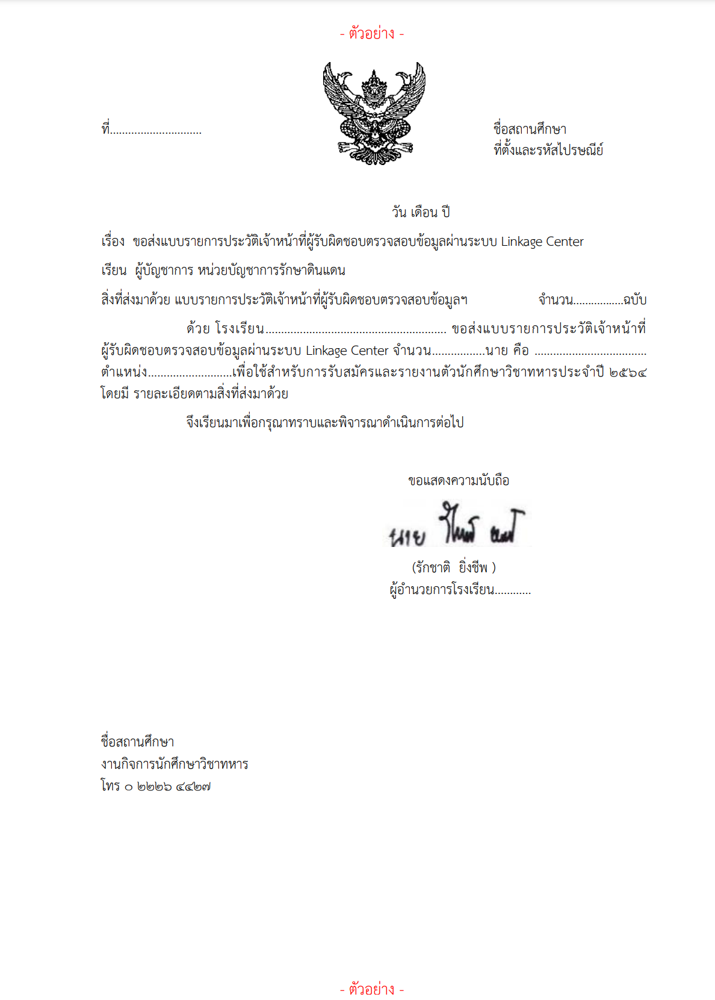 - ตัวอย่าง -
ที่..............................
ชื่อสถานศึกษา
ที่ตั้งและรหัสไปรษณีย์
วัน เดือน ปี
เรื่อง ขอส่งแบบรายการประวัติเจ้าหน้าที่ผู้รับผิดชอบตรวจสอบข้อมูลผ่านระบบ Linkage Center
เรียน ผู้บัญชาการ หน่วยบัญชาการรักษาดินแดน
สิ่งที่ส่งมาด้วย แบบรายการประวัติเจ้าหน้าที่ผู้รับผิดชอบตรวจสอบข้อมูลฯ จำนวน................ฉบับ
ด้วย โรงเรียน.......................................................... ขอส่งแบบรายการประวัติเจ้าหน้าที่
ผู้รับผิดชอบตรวจสอบข้อมูลผ่านระบบ Linkage Center จำนวน.................นาย คือ ....................................
ตำแหน่ง...........................เพื่อใช้สำหรับการรับสมัครและรายงานตัวนักศึกษาวิชาทหารประจำปี ๒๕๖๔
โดยมี รายละเอียดตามสิ่งที่ส่งมาด้วย
จึงเรียนมาเพื่อกรุณาทราบและพิจารณาดำเนินการต่อไป
ขอแสดงความนับถือ
นาย
(รักชาติ ยิ่งชีพ )
ผู้อำนวยการโรงเรียน............
ชื่อสถานศึกษา
งานกิจการนักศึกษาวิชาทหาร
โทร ๐ ๒๒๒๖ ๔๔๒๗
- ตัวอย่าง -